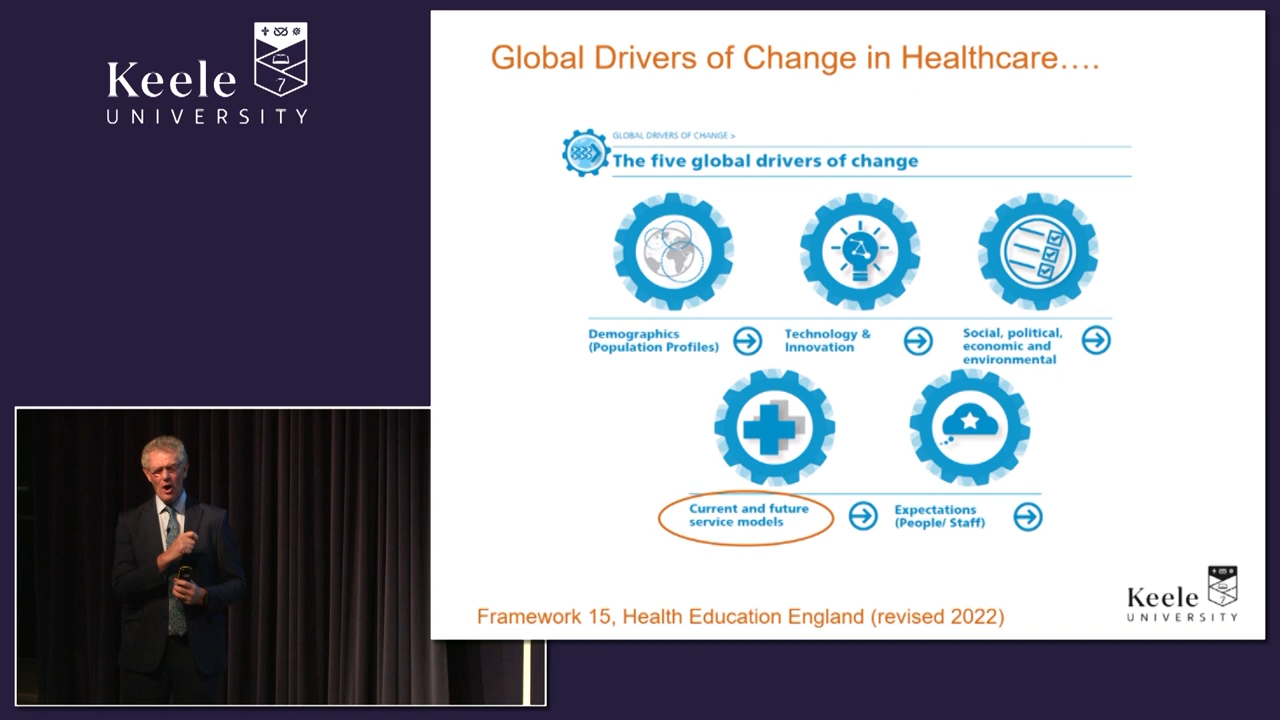 Keele
UNIVERSITY
Global Drivers of Change in Healthcare….
GLOBAL DRIVERS OF CHANGE >
The five global drivers of change
Demographics
(Population Profiles)
Technology &
Innovation
Social, political,
economic and
environmental
Current and future
service models
Expectations
(People/ Staff)
Framework 15, Health Education England (revised 2022)
Keele
UNIVERSITY